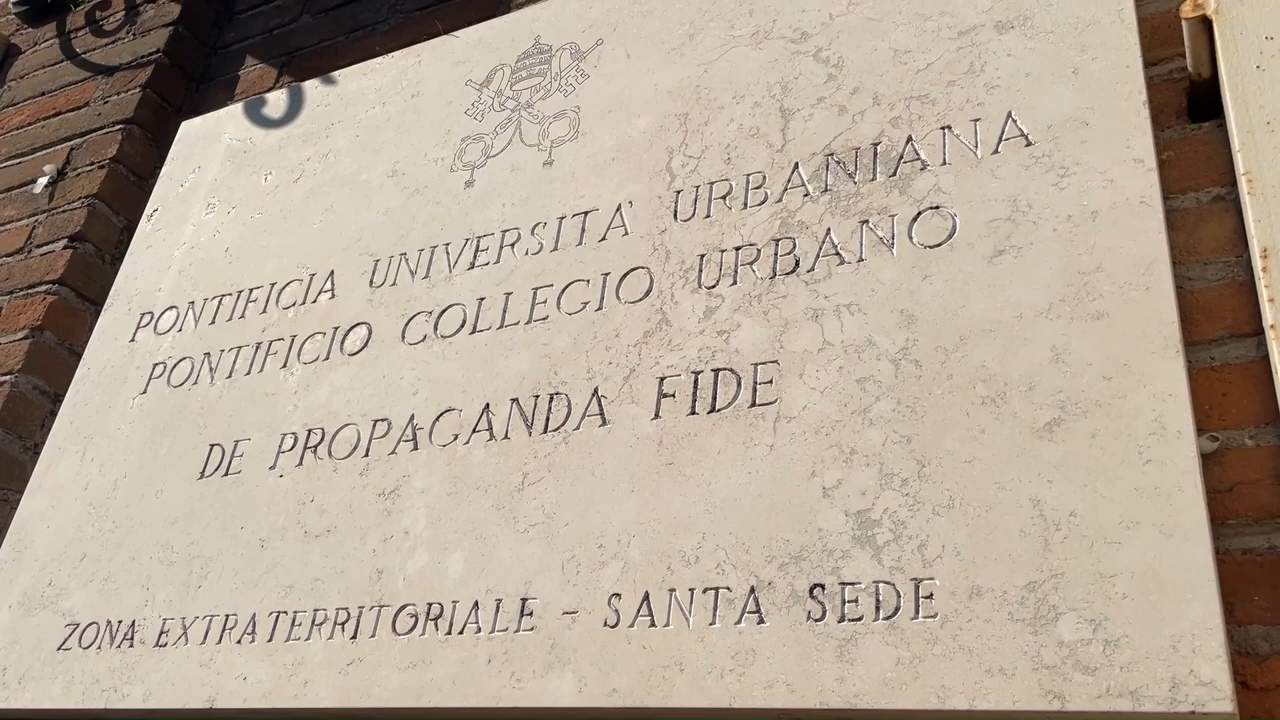 PONTIFICIA UNIVERSITA' URBANIANA
PONTIFICIO COLLEGIO URBANO
DE PROPAGANDA FIDE
ZONA EXTRATERRITORIALE - SANTA SEDE